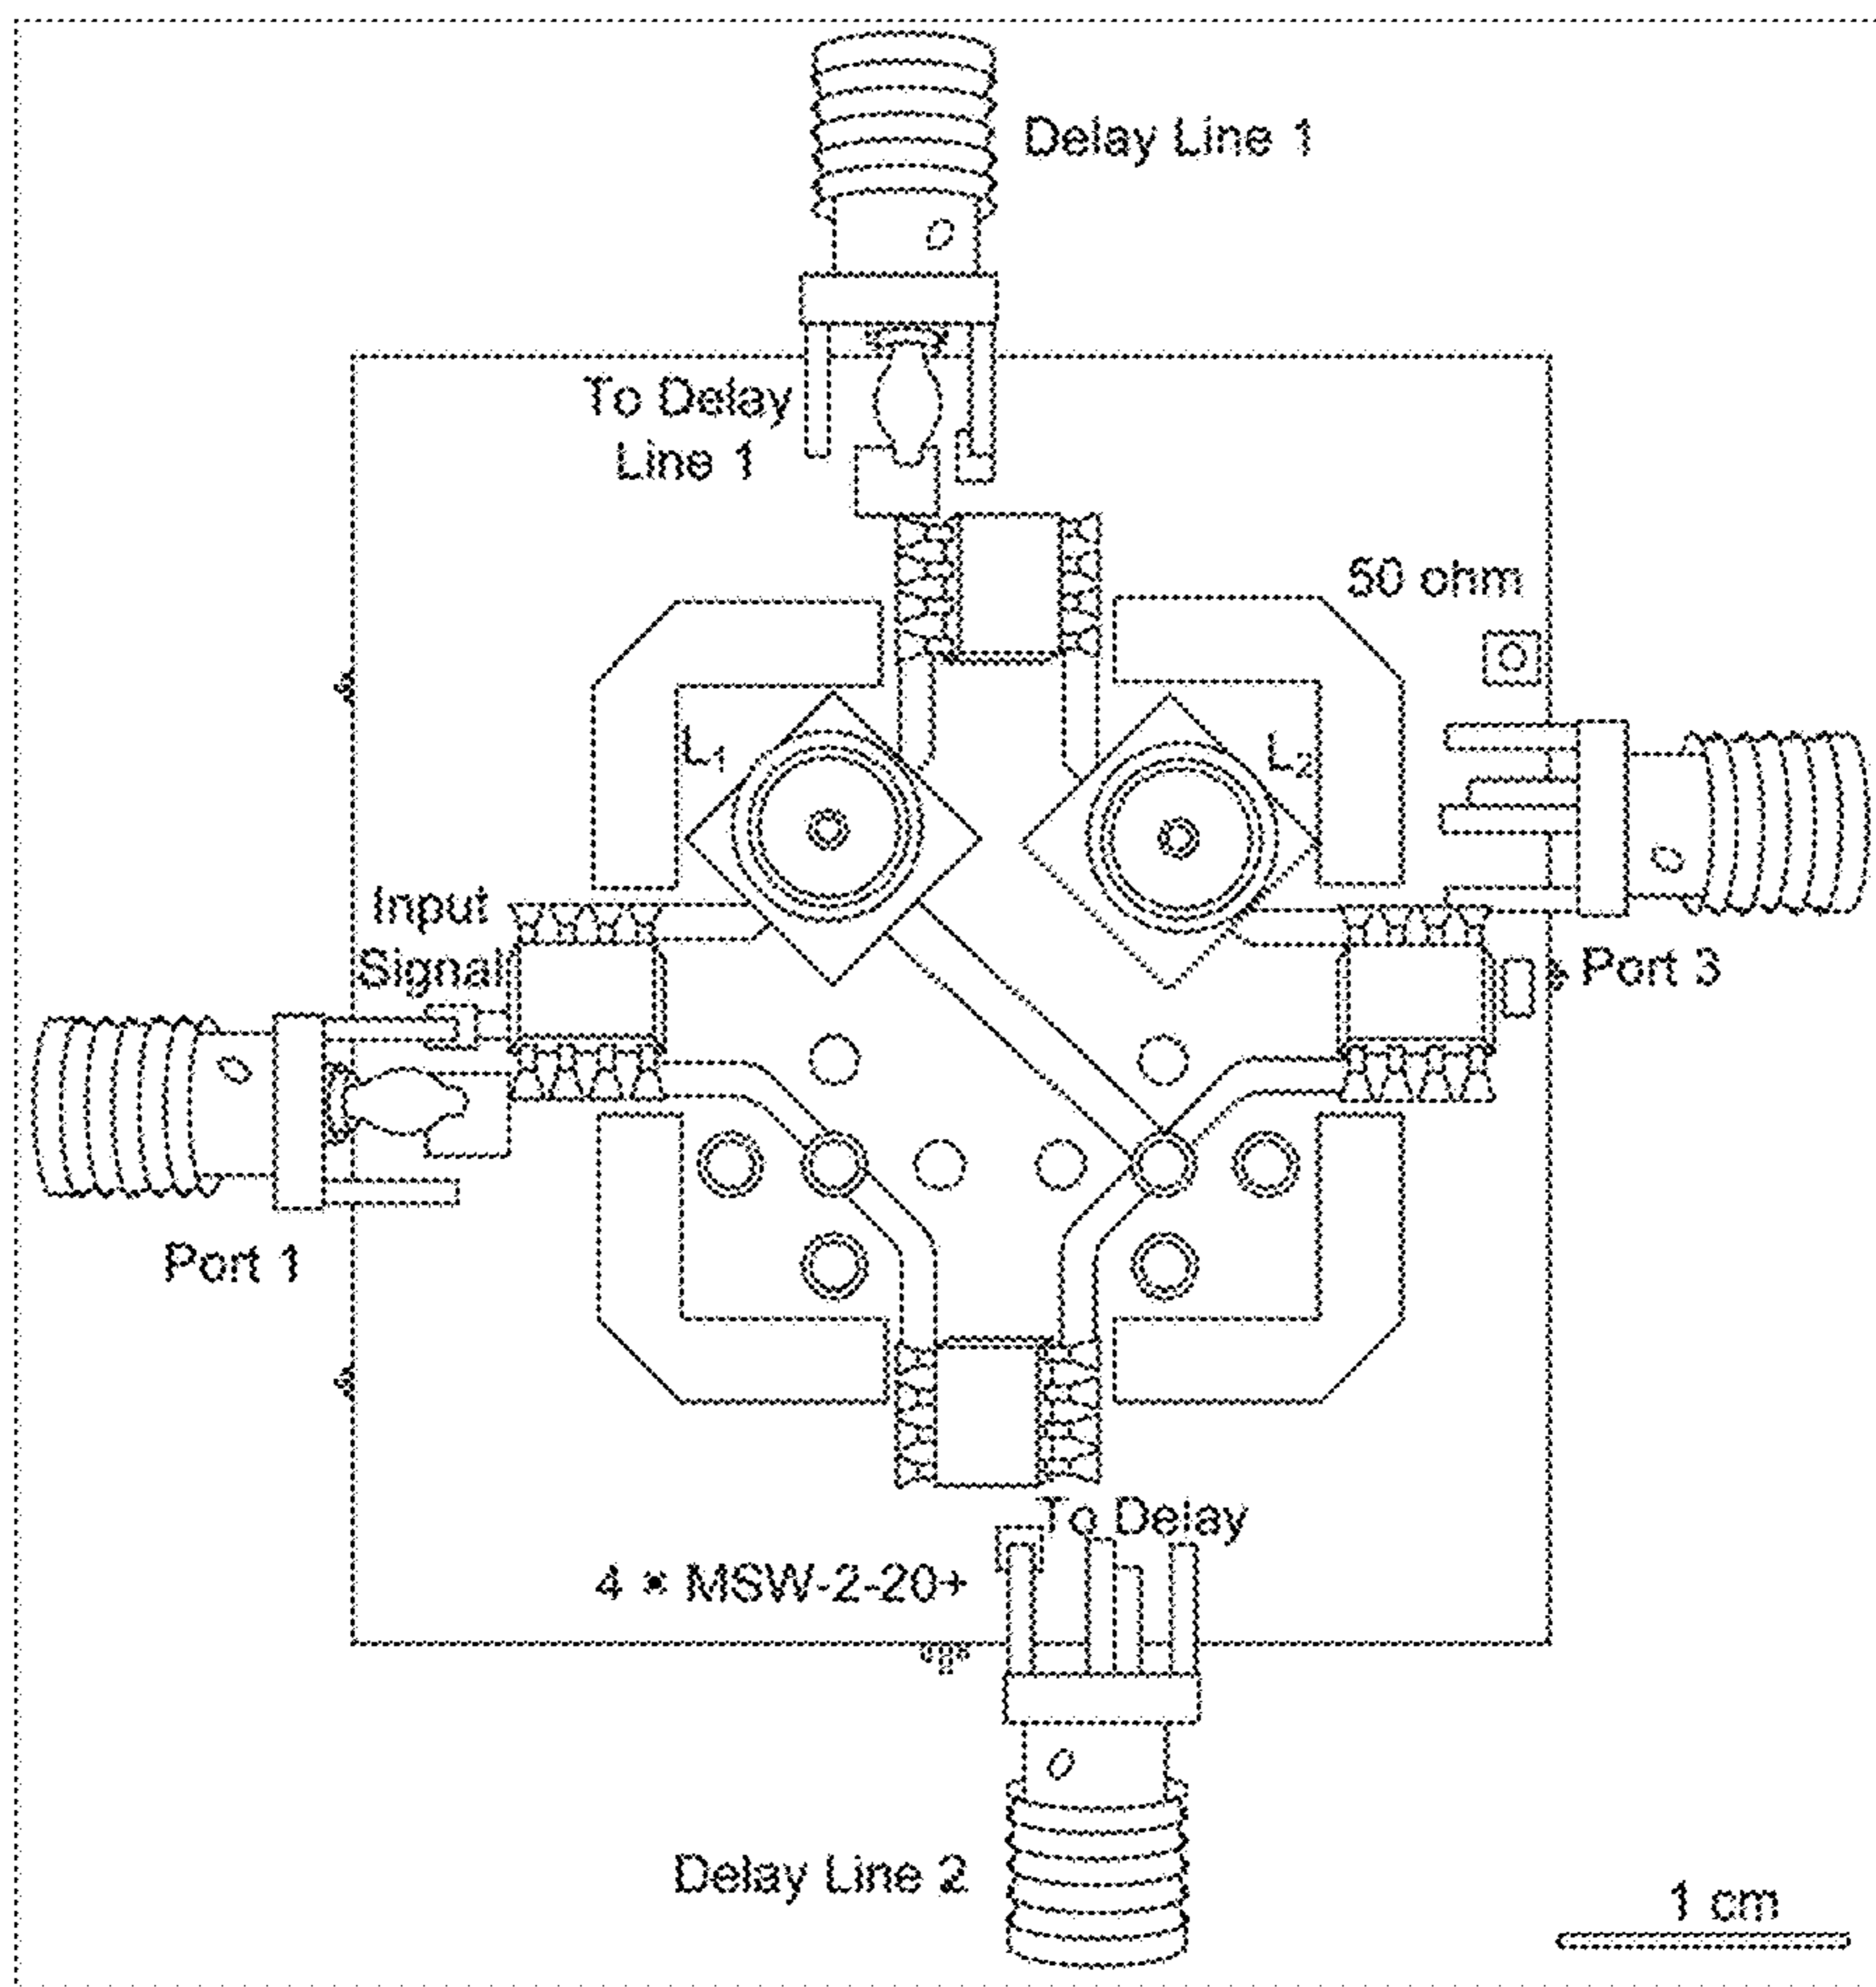 Delay Line 1
To Delay
Line 1
50 ohm
L1
L2
Input
Signal
Port 3
Port 1
To Delay
4 × MSW-2-20+
Delay Line 2
1 cm